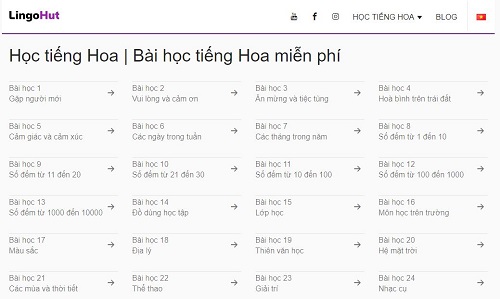 LingoHut
HỌC TIẾNG HOA BLOG
Học tiếng Hoa | Bài học tiếng Hoa miễn phí
Bài học 1
Gặp người mới
Bài học 2
Vui lòng và cảm ơn
Bài học 3
Ăn mừng và tiệc tùng
Bài học 4
Hoà bình trên trái đất
Bài học 5
Cảm giác và cảm xúc
Bài học 6
Các ngày trong tuần
Bài học 7
Các tháng trong năm
Bài học 8
Số đếm từ 1 đến 10
Bài học 9
Số đếm từ 11 đến 20
Bài học 10
Số đếm từ 21 đến 30
Bài học 11
Số đếm từ 10 đến 100
Bài học 12
Số đếm từ 100 đến 1000
Bài học 13
Số đếm từ 1000 đến 10000
Bài học 14
Đồ dùng học tập
Bài học 15
Lớp học
Bài học 16
Môn học trên trường
Bài học 17
Màu sắc
Bài học 18
Địa lý
Bài học 19
Thiên văn học
Bài học 20
Hệ mặt trời
Bài học 21
Các mùa và thời tiết
Bài học 22
Thể thao
Bài học 23
Giải trí
Bài học 24
Nhạc cụ